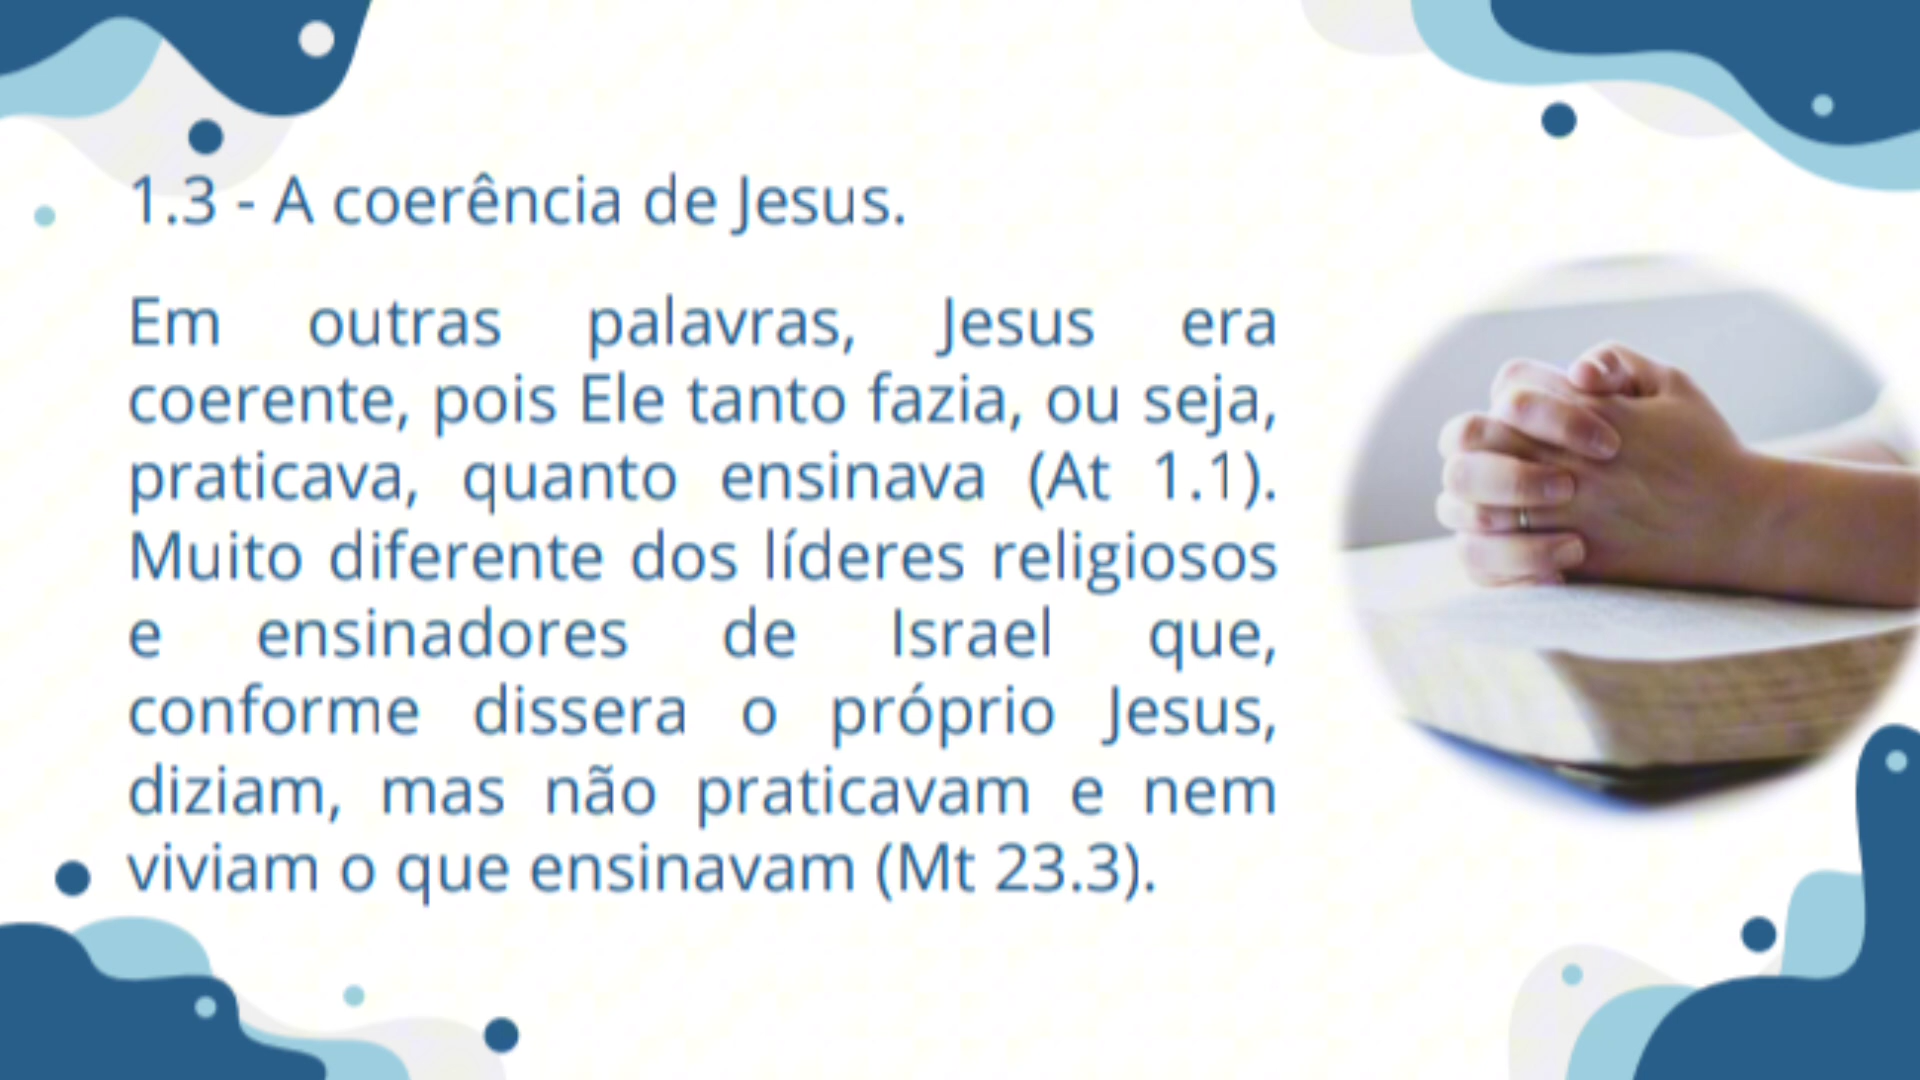 1.3 - A coerência de Jesus.
Em outras palavras, Jesus era
coerente, pois Ele tanto fazia, ou seja,
praticava, quanto ensinava (At 1.1).
Muito diferente dos líderes religiosos
e ensinadores de Israel que,
conforme dissera o próprio Jesus,
diziam, mas não praticavam e nem
viviam o que ensinavam (Mt 23.3).